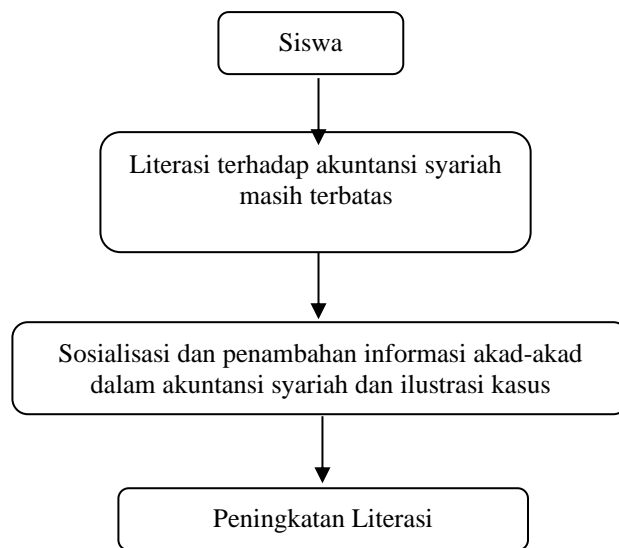 Siswa
Literasi terhadap akuntansi syariah
masih terbatas
Sosialisasi dan penambahan informasi akad-akad
dalam akuntansi syariah dan ilustrasi kasus
Peningkatan Literasi